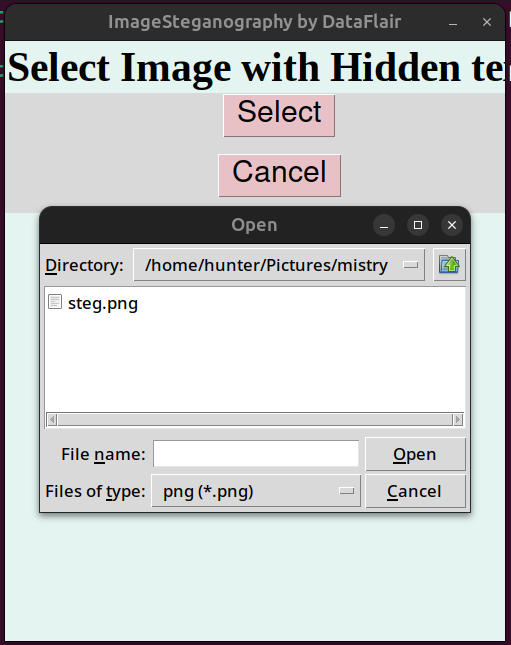 ImageSteganography by DataFlair
Select Image with Hidden te
Select
Cancel
Open
Directory: /home/hunter/Pictures/mistry
steg.png
File name: Open
Files of type: png (*.png) Cancel